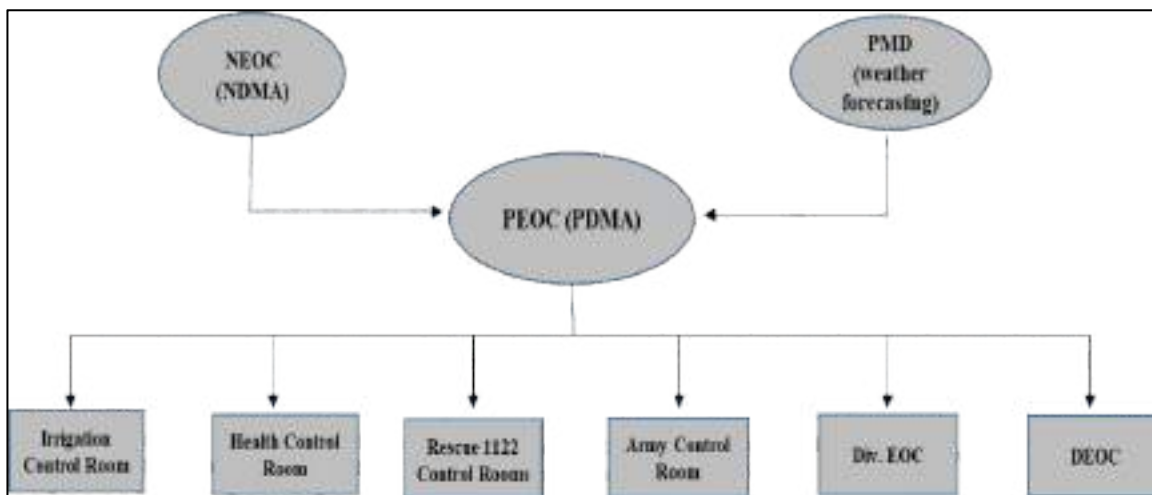 NEOC
(NDMA)
PMD
(weather
forecasting)
PEOC (PDMA)
Irrigation
Control Room
Health Control
Room
Rescue 1122
Control Rooms
Army Control
Room
Div. EOC
DEOC